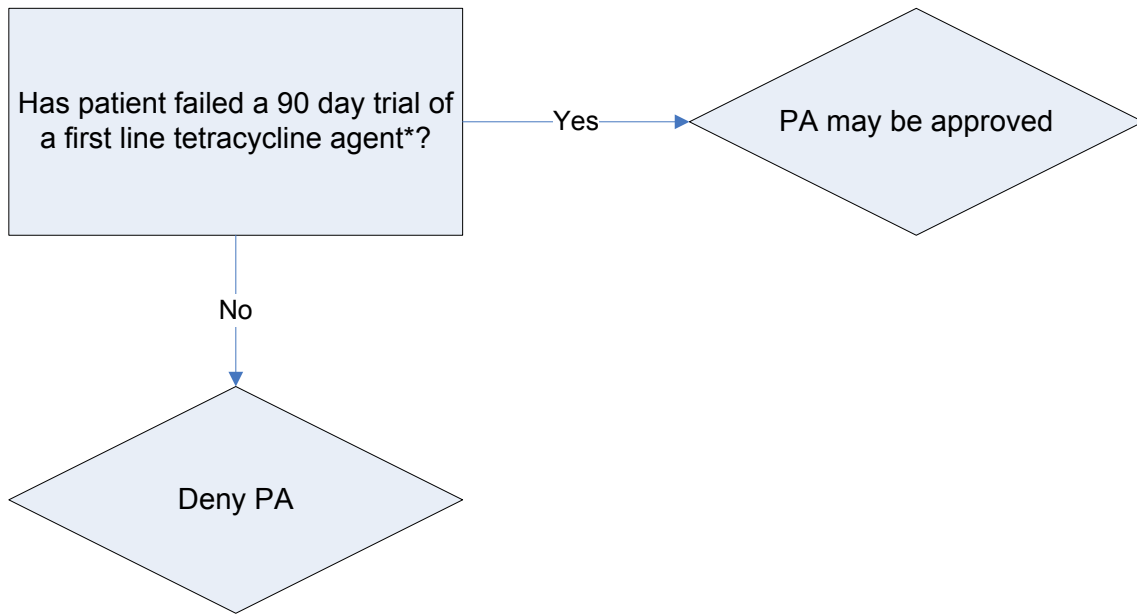 Has patient failed a 90 day trial of
a first line tetracycline agent*?
Yes
PA may be approved
No
Deny PA